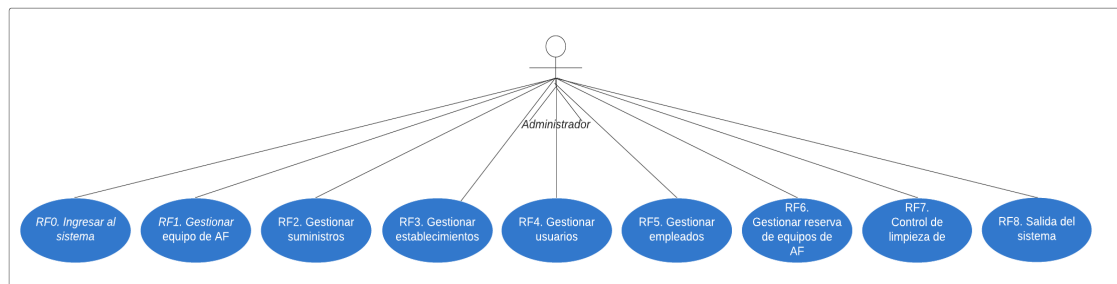 Administrador
RF0. Ingresar al
sistema
RF1. Gestionar
equipo de AF
RF2. Gestionar
suministros
RF3. Gestionar
establecimientos
RF4. Gestionar
usuarios
RF5. Gestionar
empleados
RF6.
Gestionar reserva
de equipos de
AF
RF7.
Control de
limpieza de
RF8. Salida del
sistema